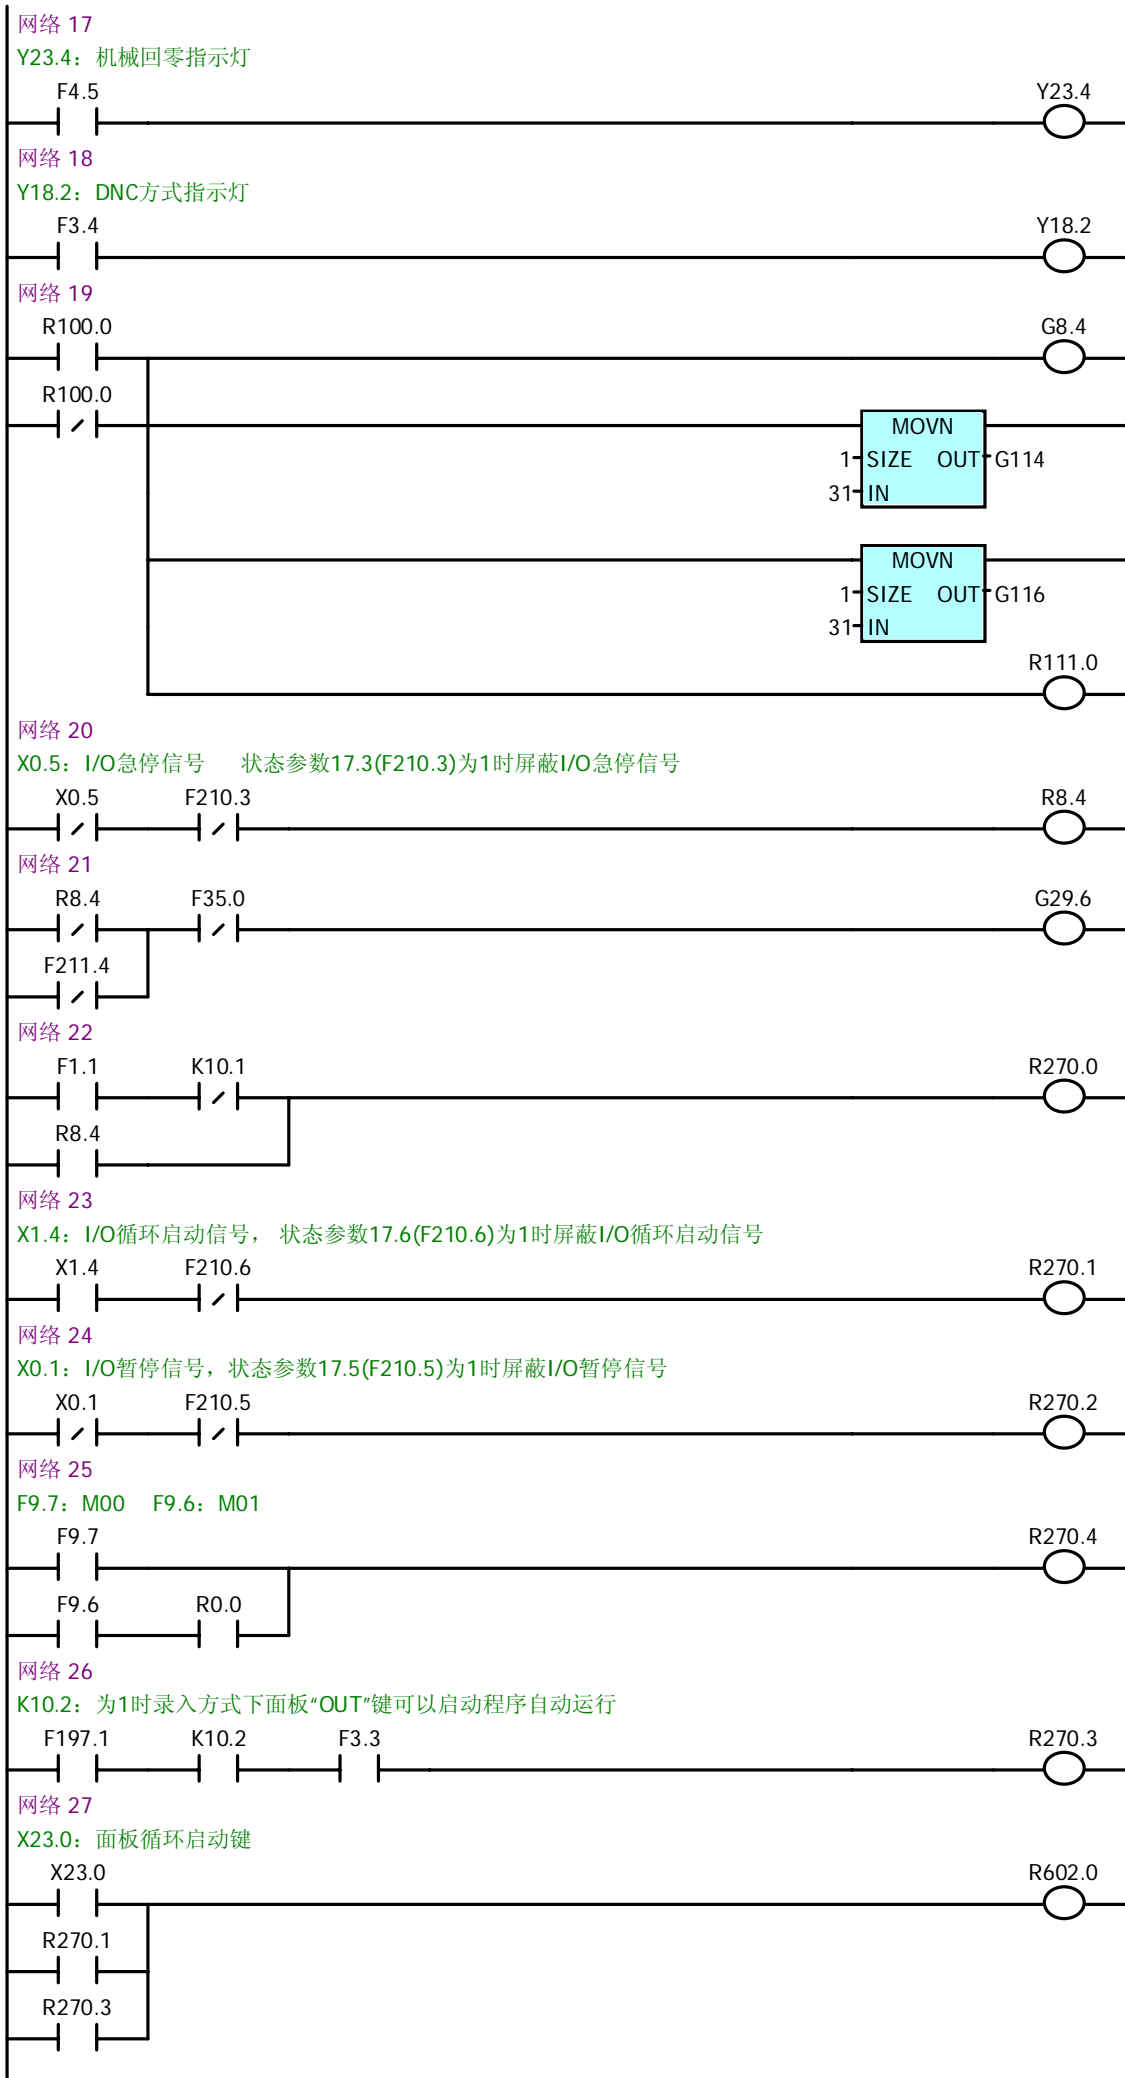 网络 17
Y23.4：机械回零指示灯
F4.5 Y23.4
网络 18
Y18.2：DNC方式指示灯
F3.4 Y18.2
网络 19
R100.0 G8.4
R100.0
MOVN
1 SIZE OUT G114
31 IN
MOVN
1 SIZE OUT G116
31 IN
R111.0
网络 20
X0.5：I/O急停信号 状态参数17.3(F210.3)为1时屏蔽I/O急停信号
X0.5 F210.3 R8.4
网络 21
R8.4 F35.0 G29.6
F211.4
网络 22
F1.1 K10.1 R270.0
R8.4
网络 23
X1.4：I/O循环启动信号， 状态参数17.6(F210.6)为1时屏蔽I/O循环启动信号
X1.4 F210.6 R270.1
网络 24
X0.1：I/O暂停信号，状态参数17.5(F210.5)为1时屏蔽I/O暂停信号
X0.1 F210.5 R270.2
网络 25
F9.7：M00 F9.6：M01
F9.7 R270.4
F9.6 R0.0
网络 26
K10.2：为1时录入方式下面板“OUT”键可以启动程序自动运行
F197.1 K10.2 F3.3 R270.3
网络 27
X23.0：面板循环启动键
X23.0 R602.0
R270.1
R270.3